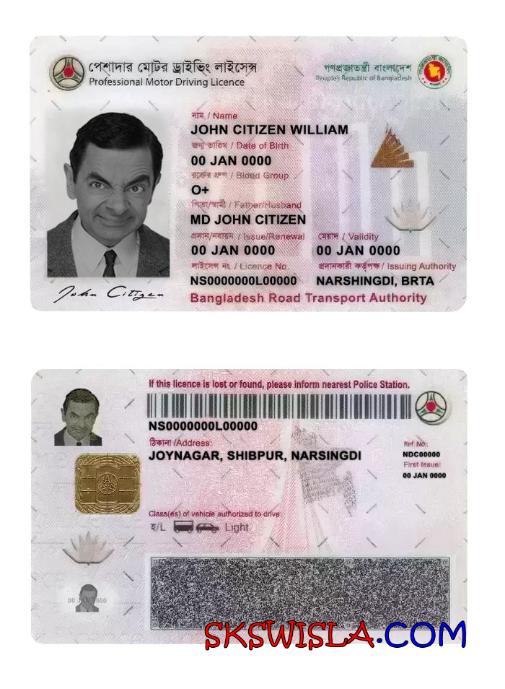 পেশাদার মোটর ড্রাইভিং লাইসেন্স
Professional Motor Driving Licence
গণপ্রজাতন্ত্রী বাংলাদেশ
People's Republic of Bangladesh
নাম / Name
JOHN CITIZEN WILLIAM
জন্ম তারিখ / Date of Birth
00 JAN 0000
রক্তের গ্রুপ / Blood Group
O+
পিতা/স্বামী / Father/Husband
MD JOHN CITIZEN
প্রদান/নবায়ন / Issue/Renewal মেয়াদ / Validity
00 JAN 0000 00 JAN 0000
লাইসেন্স নং / Licence No. প্রদানকারী কর্তৃপক্ষ / Issuing Authority
NS0000000L00000 NARSHINGDI, BRTA
Bangladesh Road Transport Authority
John Citizen
If this licence is lost or found, please inform nearest Police Station.
NS0000000L00000
ঠিকানা /Address:
JOYNAGAR, SHIBPUR, NARSINGDI
Ref. No:
NDC00000
First Issue:
00 JAN 0000
Class(es) of vehicle authorized to drive
হ/L Light
00 JAN 0000
SKSWISLA.COM